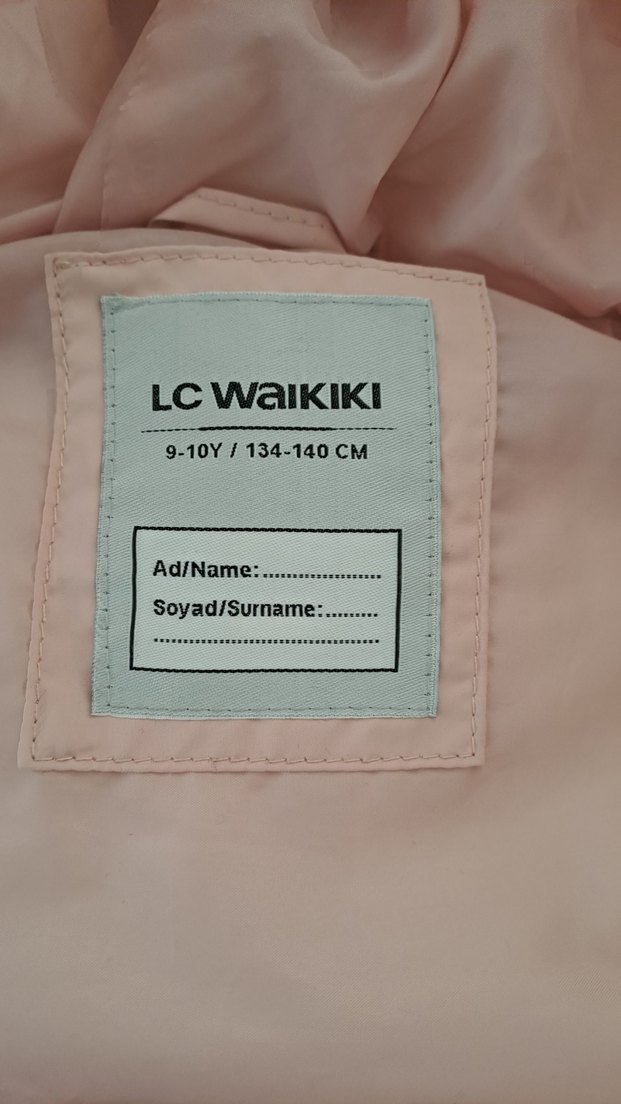 LC WAIKIKI
9-10Y / 134-140 CM
Ad/Name:...................
Soyad/Surname:.........
....................................